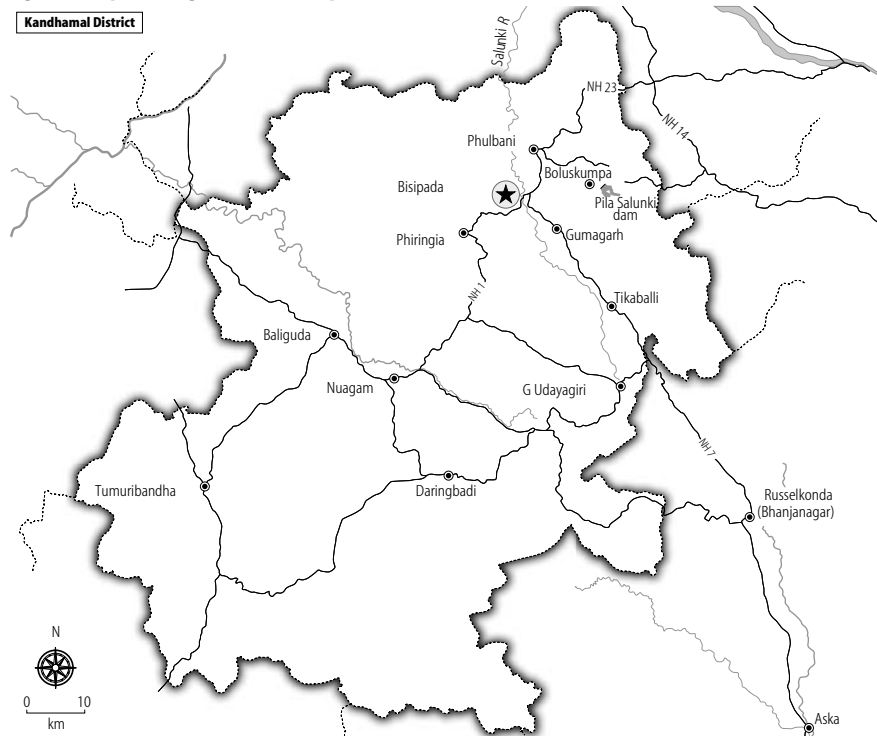 Kandhamal District
Salunki R
NH 23
NH 14
Phulbani
Boluskumpa
Bisipada
Pila Salunki
dam
Phiringia
Gumagarh
NH 1
Tikaballi
Baliguda
Nuagam
G Udayagiri
NH 7
Tumuribandha
Daringbadi
Russelkonda
(Bhanjanagar)
N
0 10
km
Aska